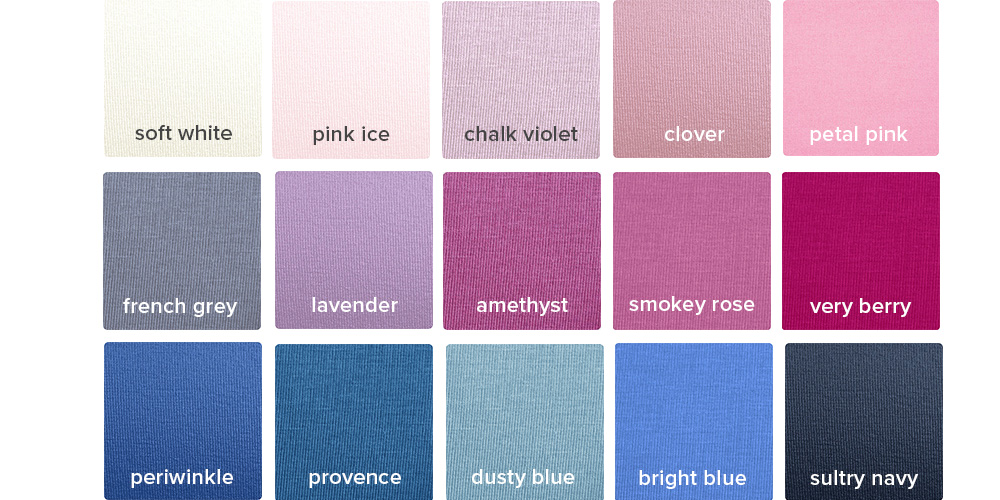 soft white
pink ice
chalk violet
clover
petal pink
french grey
lavender
amethyst
smokey rose
very berry
periwinkle
provence
dusty blue
bright blue
sultry navy